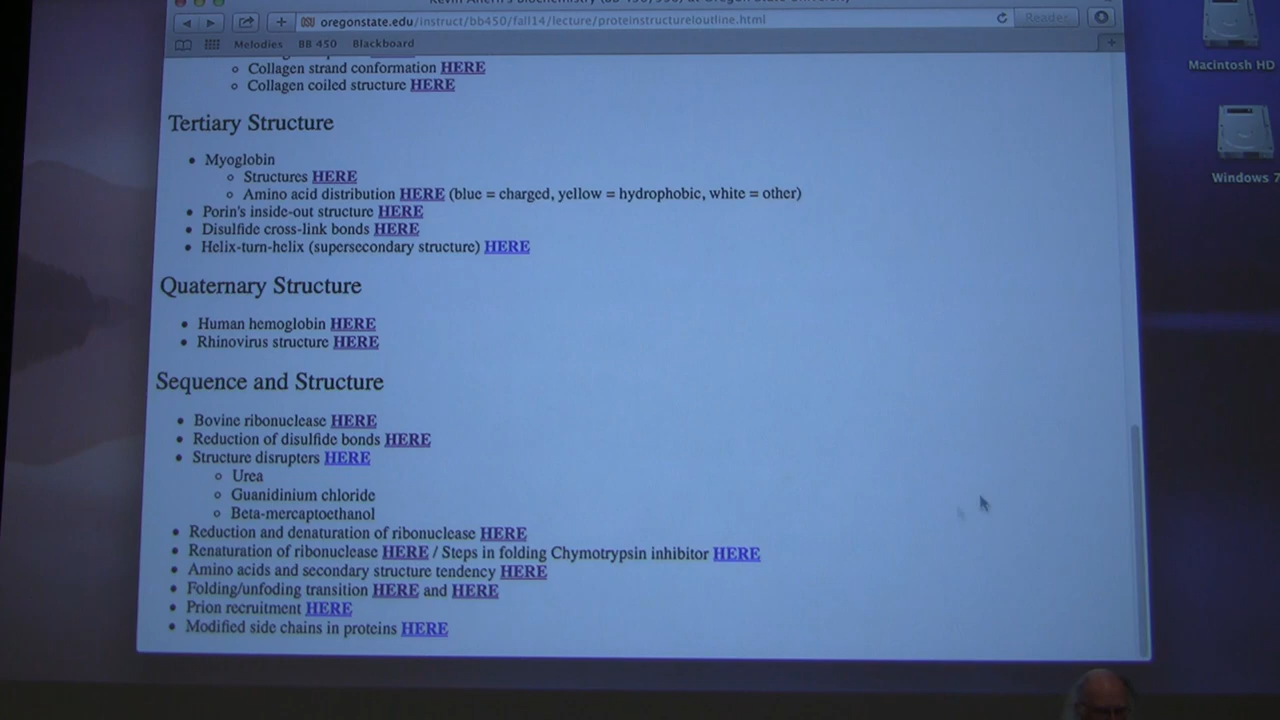 oregonstate.edu/instruct/bb450/fall14/lecture/proteinstructureloutline.html
Reader
Melodies BB 450 Blackboard
Macintosh HD
Collagen strand conformation HERE
Collagen coiled structure HERE
Tertiary Structure
Myoglobin
Structures HERE
Amino acid distribution HERE (blue = charged, yellow = hydrophobic, white = other)
Windows 7
Porin's inside-out structure HERE
Disulfide cross-link bonds HERE
Helix-turn-helix (supersecondary structure) HERE
Quaternary Structure
Human hemoglobin HERE
Rhinovirus structure HERE
Sequence and Structure
Bovine ribonuclease HERE
Reduction of disulfide bonds HERE
Structure disrupters HERE
Urea
Guanidinium chloride
Beta-mercaptoethanol
Reduction and denaturation of ribonuclease HERE
Renaturation of ribonuclease HERE / Steps in folding Chymotrypsin inhibitor HERE
Amino acids and secondary structure tendency HERE
Folding/unfoding transition HERE and HERE
Prion recruitment HERE
Modified side chains in proteins HERE